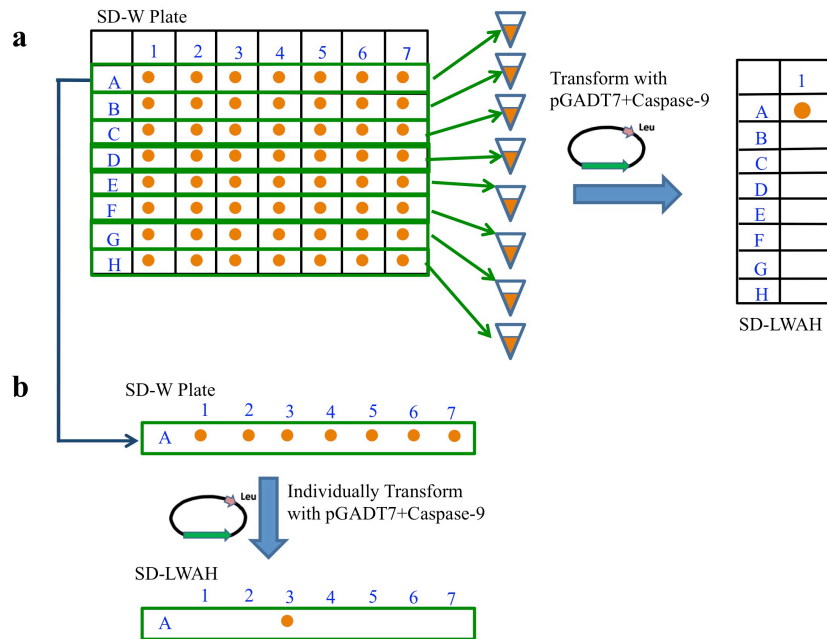 SD-W Plate
a
1 2 3 4 5 6 7
A
B
C
D
E
F
G
H
Transform with
pGADT7+Caspase-9
Leu
1
A
B
C
D
E
F
G
H
SD-LWAH
b
SD-W Plate
1 2 3 4 5 6 7
A
Leu
Individually Transform
with pGADT7+Caspase-9
SD-LWAH
1 2 3 4 5 6 7
A